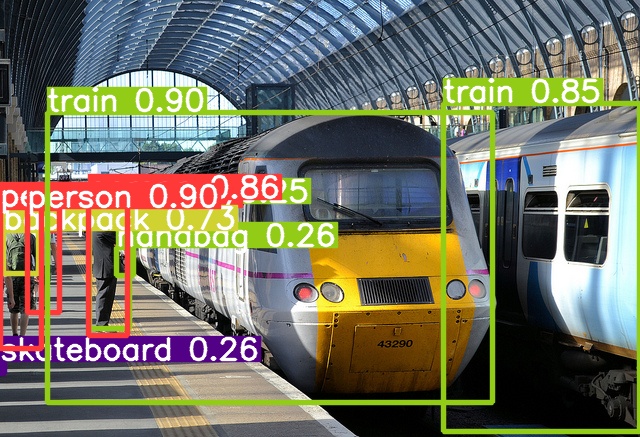 train 0.90
train 0.85
0.86
person 0.90
backpack 0.73
handbag 0.26
skateboard 0.26
43290